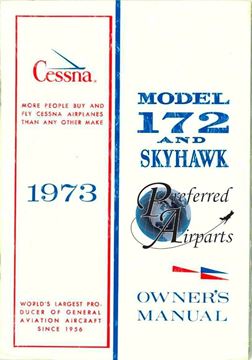 Cessna®
MORE PEOPLE BUY AND
FLY CESSNA AIRPLANES
THAN ANY OTHER MAKE
1973
WORLD'S LARGEST PRO-
DUCER OF GENERAL
AVIATION AIRCRAFT
SINCE 1956
MODEL
172
AND
SKYHAWK
Preferred
Airparts
OWNER'S
MANUAL